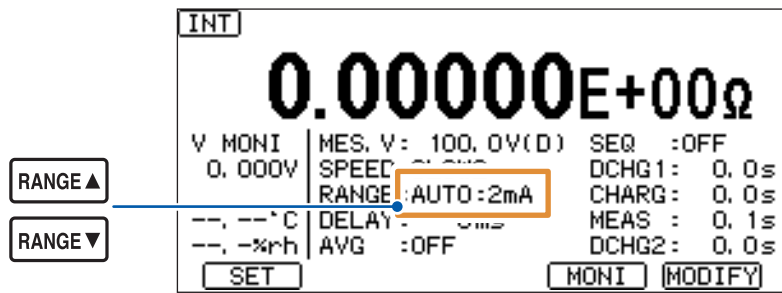 INT
0.00000E+00Ω
V MONI
0.000V
--.--°C
--.-%rh
MES.V: 100.0V(D)
SPEED
RANGE :AUTO:2mA
DELAY:
AVG :OFF
SEQ :OFF
DCHG1: 0.0s
CHARG: 0.0s
MEAS : 0.1s
DCHG2: 0.0s
RANGE▲
RANGE▼
SET
MONI
MODIFY